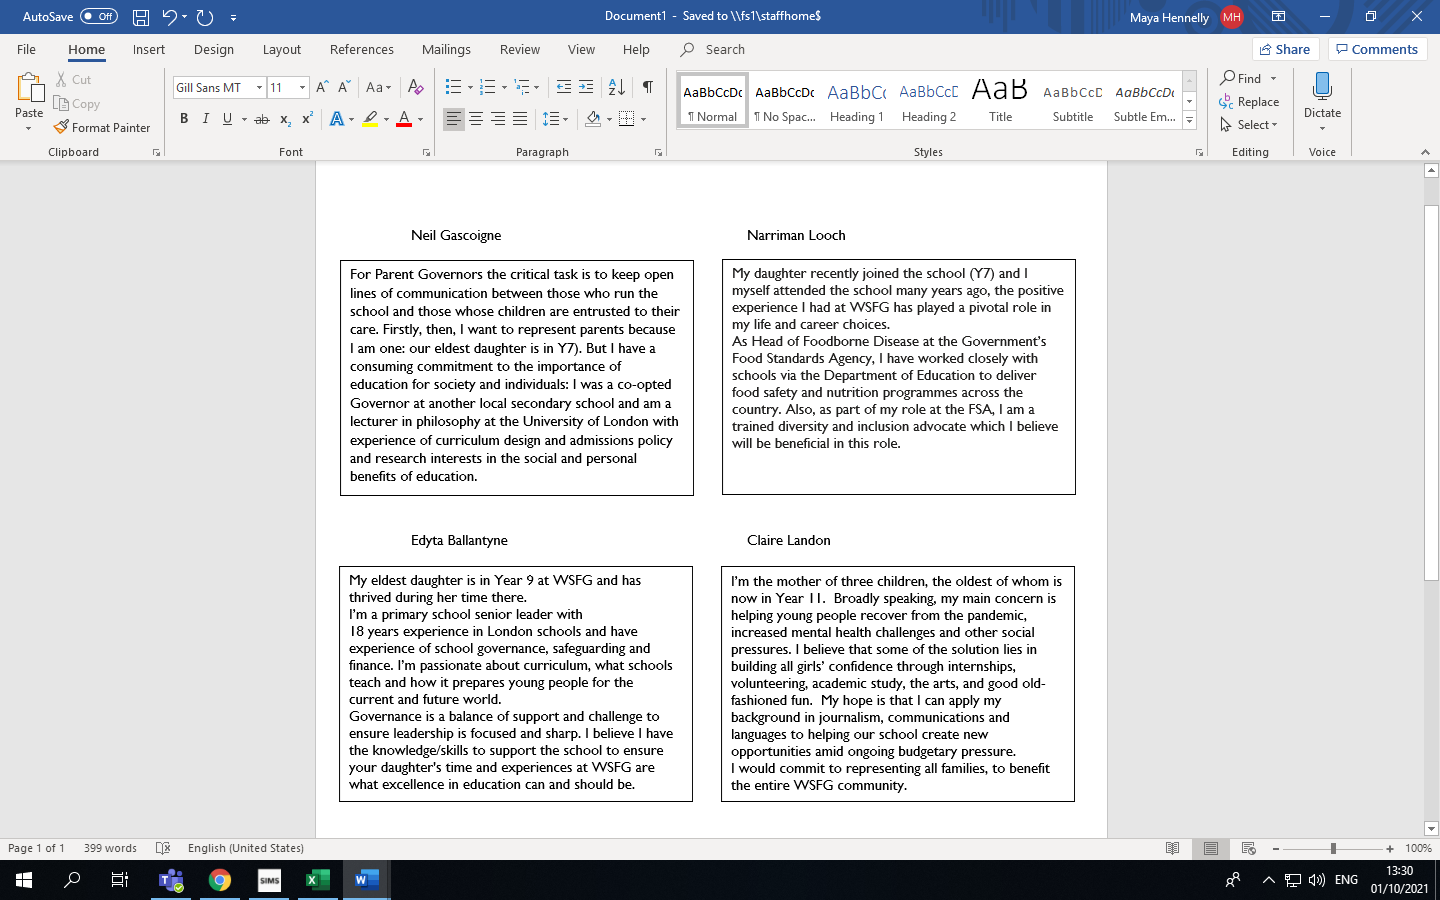 AutoSave Off
Document1 - Saved to \\fs1\staffhome$
Maya Hennelly MH
File Home Insert Design Layout References Mailings Review View Help Search
Share Comments
Paste
Cut
Copy
Format Painter
Clipboard
Gill Sans MT 11
Font
Paragraph
AaBbCcDc AaBbCcDc AaBbCc AaBbCcD AaB AaBbCcD AaBbCcDc
¶ Normal ¶ No Spac... Heading 1 Heading 2 Title Subtitle Subtle Em...
Styles
Find
Replace
Select
Editing
Dictate
Voice
Neil Gascoigne
For Parent Governors the critical task is to keep open
lines of communication between those who run the
school and those whose children are entrusted to their
care. Firstly, then, I want to represent parents because
I am one: our eldest daughter is in Y7). But I have a
consuming commitment to the importance of
education for society and individuals: I was a co-opted
Governor at another local secondary school and am a
lecturer in philosophy at the University of London with
experience of curriculum design and admissions policy
and research interests in the social and personal
benefits of education.
Narriman Looch
My daughter recently joined the school (Y7) and I
myself attended the school many years ago, the positive
experience I had at WSFG has played a pivotal role in
my life and career choices.
As Head of Foodborne Disease at the Government's
Food Standards Agency, I have worked closely with
schools via the Department of Education to deliver
food safety and nutrition programmes across the
country. Also, as part of my role at the FSA, I am a
trained diversity and inclusion advocate which I believe
will be beneficial in this role.
Edyta Ballantyne
My eldest daughter is in Year 9 at WSFG and has
thrived during her time there.
I'm a primary school senior leader with
18 years experience in London schools and have
experience of school governance, safeguarding and
finance. I'm passionate about curriculum, what schools
teach and how it prepares young people for the
current and future world.
Governance is a balance of support and challenge to
ensure leadership is focused and sharp. I believe I have
the knowledge/skills to support the school to ensure
your daughter's time and experiences at WSFG are
what excellence in education can and should be.
Claire Landon
I'm the mother of three children, the oldest of whom is
now in Year 11.  Broadly speaking, my main concern is
helping young people recover from the pandemic,
increased mental health challenges and other social
pressures. I believe that some of the solution lies in
building all girls' confidence through internships,
volunteering, academic study, the arts, and good old-
fashioned fun.  My hope is that I can apply my
background in journalism, communications and
languages to helping our school create new
opportunities amid ongoing budgetary pressure.
I would commit to representing all families, to benefit
the entire WSFG community.
Page 1 of 1 399 words English (United States) 100%
SIMS
ENG
13:30
01/10/2021